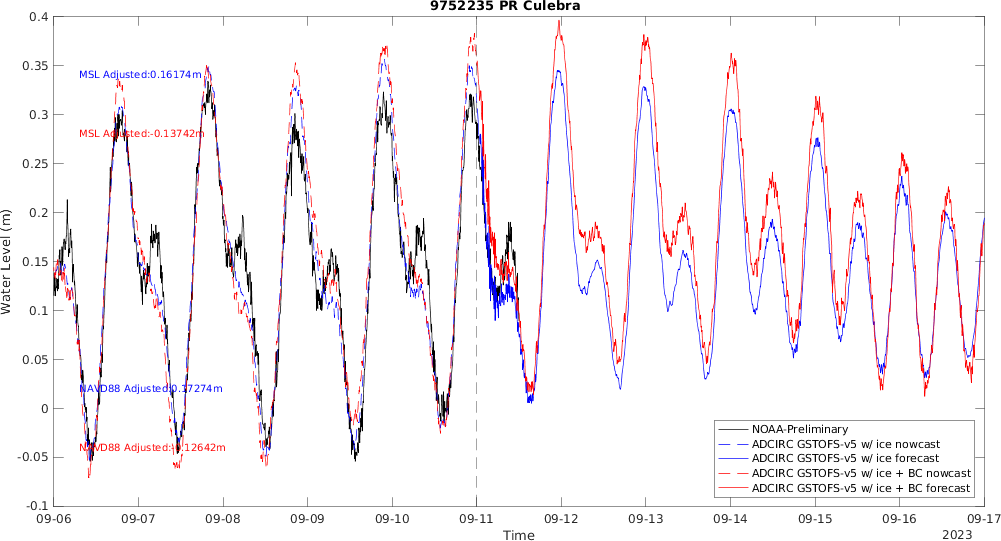 9752235 PR Culebra
0.4
0.35
0.3
0.25
0.2
0.15
0.1
0.05
0
-0.05
-0.1
Water Level (m)
MSL Adjusted:0.16174m
MSL Adjusted:-0.13742m
NAVD88 Adjusted:0.17274m
NAVD88 Adjusted:-0.12642m
NOAA-Preliminary
ADCIRC GSTOFS-v5 w/ ice nowcast
ADCIRC GSTOFS-v5 w/ ice forecast
ADCIRC GSTOFS-v5 w/ ice + BC nowcast
ADCIRC GSTOFS-v5 w/ ice + BC forecast
09-06 09-07 09-08 09-09 09-10 09-11 09-12 09-13 09-14 09-15 09-16 09-17
Time
2023